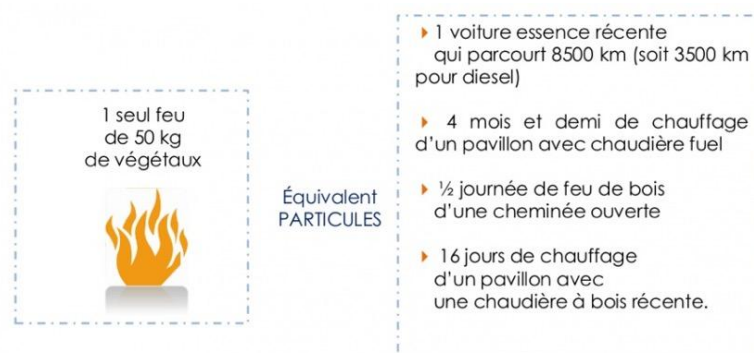 1 seul feu
de 50 kg
de végétaux
Équivalent
PARTICULES
1 voiture essence récente
qui parcourt 8500 km (soit 3500 km
pour diesel)
4 mois et demi de chauffage
d'un pavillon avec chaudière fuel
½ journée de feu de bois
d'une cheminée ouverte
16 jours de chauffage
d'un pavillon avec
une chaudière à bois récente.